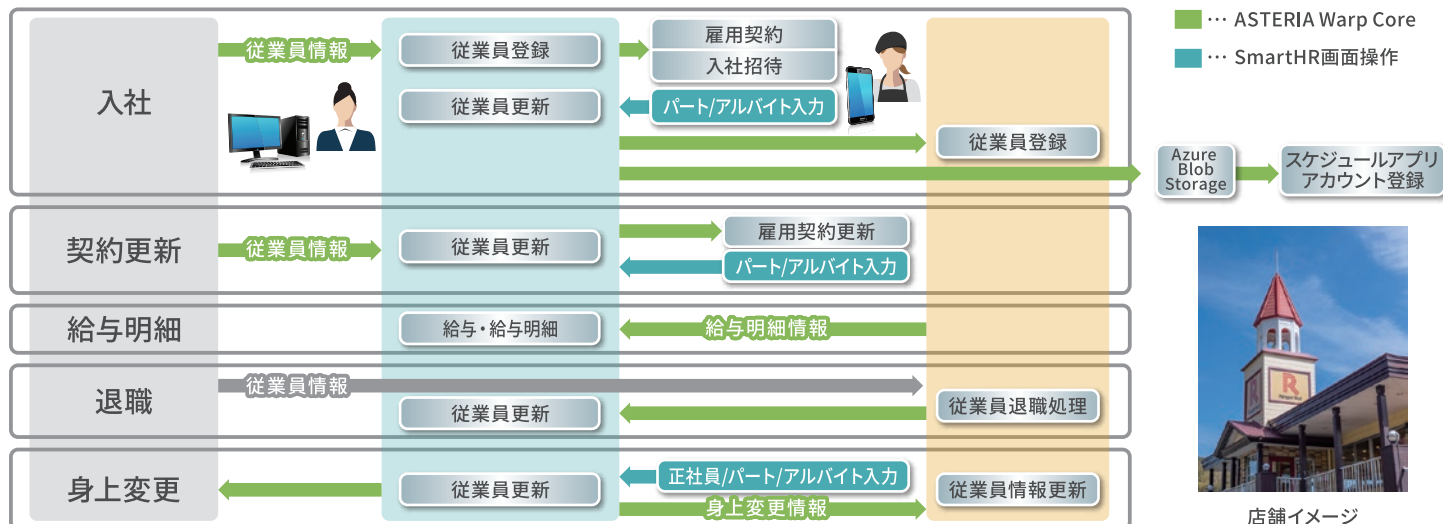 … ASTERIA Warp Core
… SmartHR画面操作
入社
従業員情報
従業員登録
雇用契約
入社招待
従業員更新
パート/アルバイト入力
従業員登録
Azure
Blob
Storage
スケジュールアプリ
アカウント登録
契約更新
従業員情報
従業員更新
雇用契約更新
パート/アルバイト入力
給与明細
給与・給与明細
給与明細情報
退職
従業員情報
従業員更新
従業員退職処理
身上変更
従業員更新
正社員/パート/アルバイト入力
身上変更情報
従業員情報更新
R
R
店舗イメージ